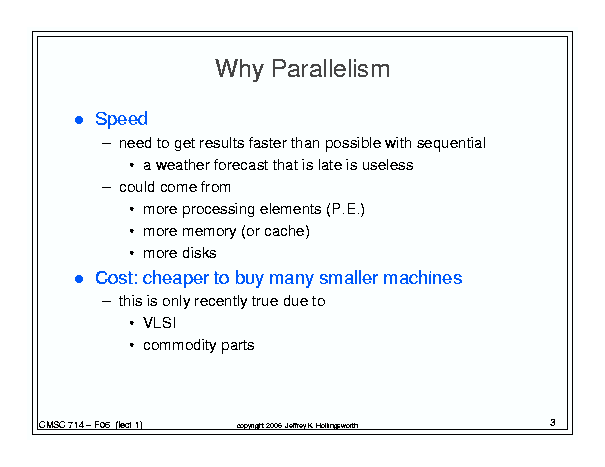 Why Parallelism
● Speed
– need to get results faster than possible with sequential
• a weather forecast that is late is useless
– could come from
• more processing elements (P.E.)
• more memory (or cache)
• more disks
● Cost: cheaper to buy many smaller machines
– this is only recently true due to
• VLSI
• commodity parts
CMSC 714 – F06 (lect 1)
copyright 2006 Jeffrey K. Hollingsworth
3